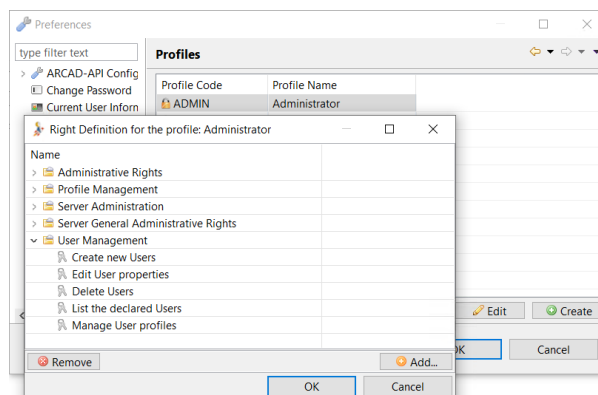 Preferences
type filter text
Profiles
ARCAD-API Config
Change Password
Current User Inforn
Profile Code Profile Name
ADMIN Administrator
Right Definition for the profile: Administrator
Name
Administrative Rights
Profile Management
Server Administration
Server General Administrative Rights
User Management
Create new Users
Edit User properties
Delete Users
List the declared Users
Manage User profiles
Edit Create
Remove Add...
OK Cancel
OK Cancel